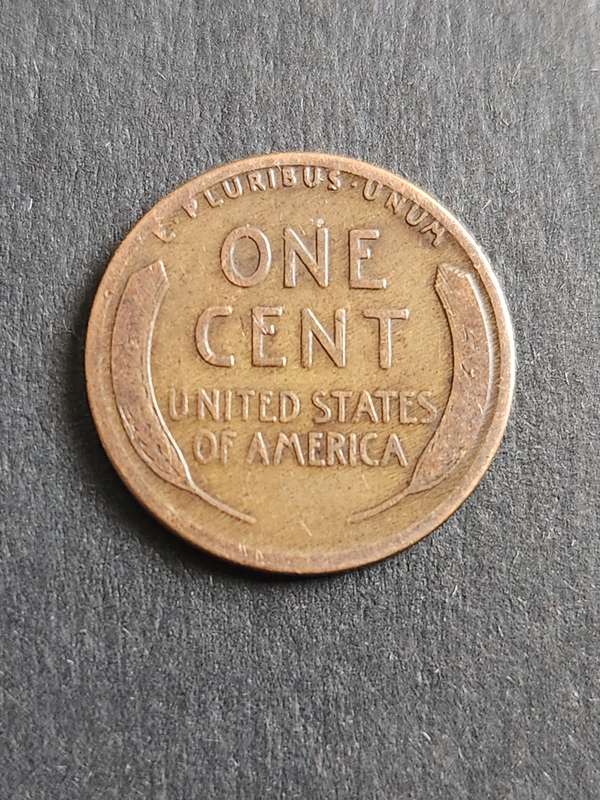 E · PLURIBUS · UNUM
ONE
CENT
UNITED STATES
OF AMERICA